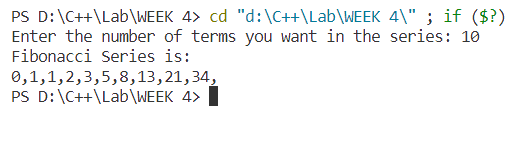 PS D:\C++\Lab\WEEK 4> cd "d:\C++\Lab\WEEK 4\" ; if ($?)
Enter the number of terms you want in the series: 10
Fibonacci Series is:
0,1,1,2,3,5,8,13,21,34,
PS D:\C++\Lab\WEEK 4>